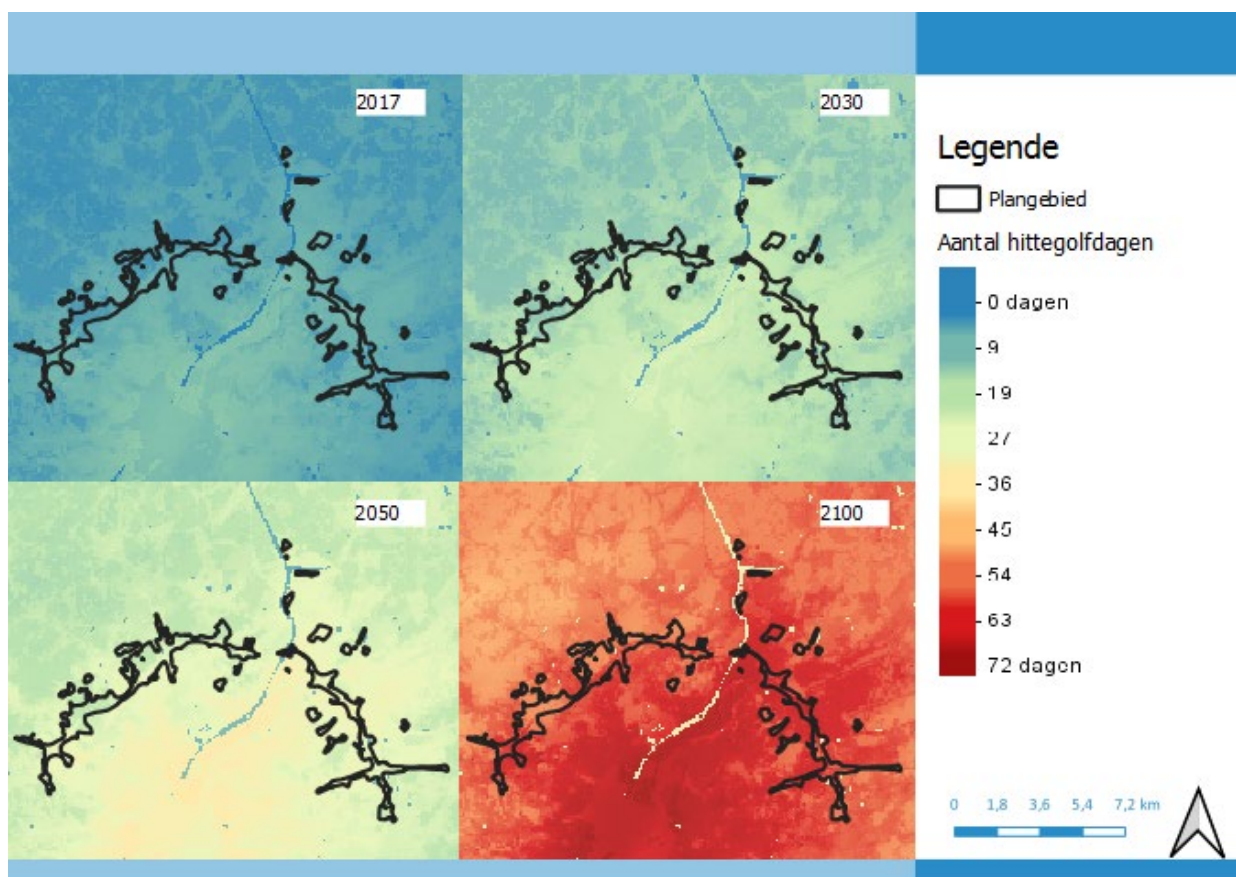 2017
2030
2050
2100
Legende
Plangebied
Aantal hittegolfdagen
0 dagen
9
19
27
36
45
54
63
72 dagen
0 1,8 3,6 5,4 7,2 km